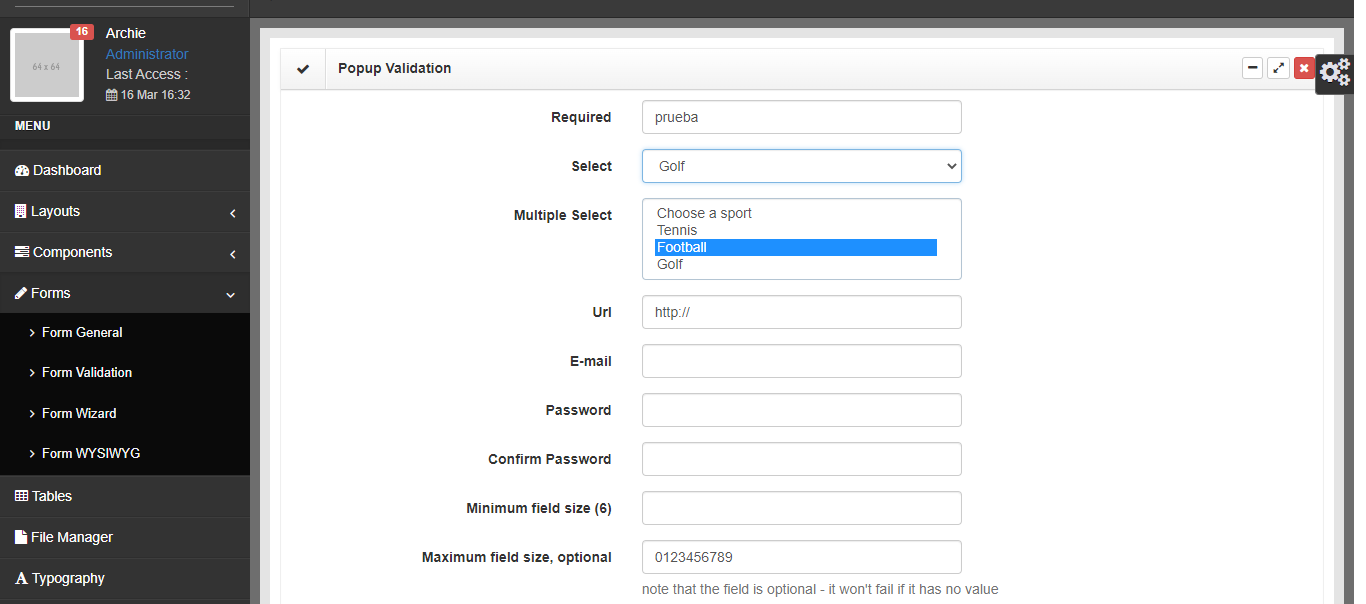 16
Archie
Administrator
Last Access :
16 Mar 16:32
64 x 64
MENU
Dashboard
Layouts
Components
Forms
Form General
Form Validation
Form Wizard
Form WYSIWYG
Tables
File Manager
Typography
Popup Validation
Required
prueba
Select
Golf
Multiple Select
Choose a sport
Tennis
Football
Golf
Url
http://
E-mail
Password
Confirm Password
Minimum field size (6)
Maximum field size, optional
0123456789
note that the field is optional - it won't fail if it has no value